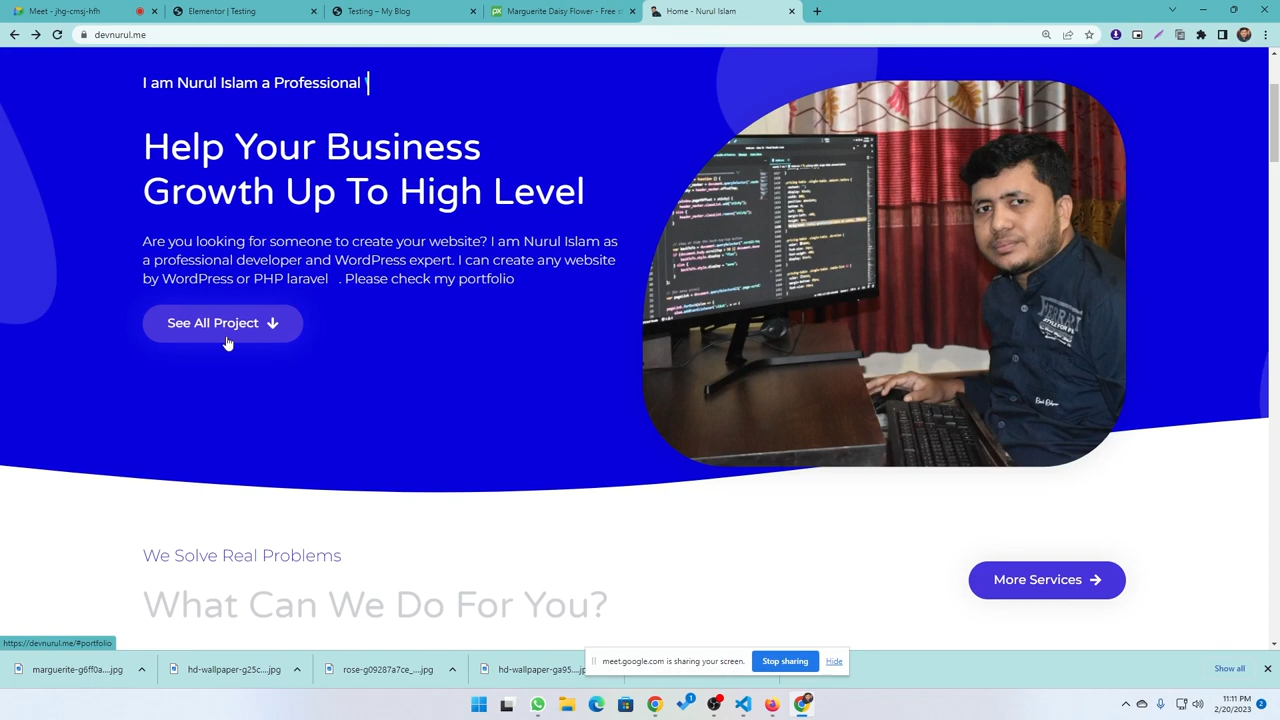 Meet - jhg-cmsj-hfh
Elementor | Testing
Testing – My Blog
Marguerite Daisy Flower - Free s
Home - Nurul Islam
devnurul.me
I am Nurul Islam a Professional
Help Your Business
Growth Up To High Level
Are you looking for someone to create your website? I am Nurul Islam as
a professional developer and WordPress expert. I can create any website
by WordPress or PHP laravel . Please check my portfolio
See All Project
We Solve Real Problems
More Services
What Can We Do For You?
https://devnurul.me/#portfolio
marguerite-g6ff0a....jpg
hd-wallpaper-g25c....jpg
rose-g09287a7ce_....jpg
hd-wallpaper-ga95....jp
meet.google.com is sharing your screen.
Stop sharing
Hide
Show all
11:11 PM
2/20/2023